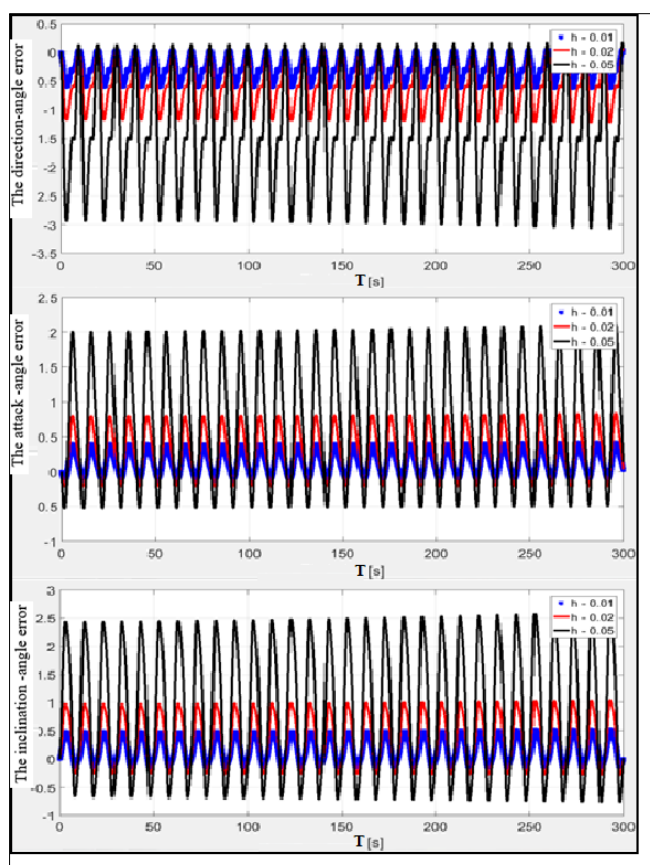 The direction-angle error
0.5
0
0.5
-1
-1.5
-2
-2.5
-3
-3.5
h - 0.01
h - 0.02
h - 0.05
0 50 100 150 200 250 300
T [s]
The attack -angle error
2.5
2
1.5
1
0.5
0
0.5
-1
h - 0.01
h - 0.02
h - 0.05
0 50 100 150 200 250 300
T [s]
The inclination -angle error
3
2.5
2
1.5
1
3.5
0
-0.5
-1
h - 0.01
h - 0.02
h - 0.05
0 50 100 150 200 250 300
T [s]